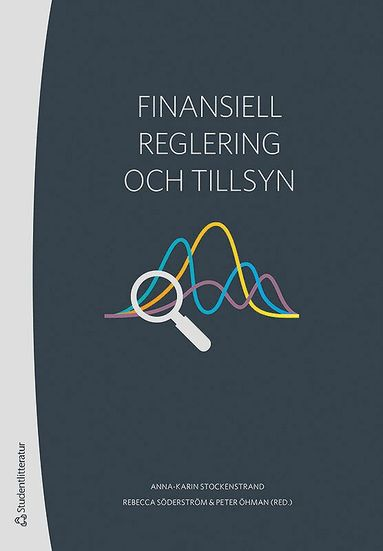 FINANSIELL
REGLERING
OCH TILLSYN
ANNA-KARIN STOCKENSTRAND
REBECCA SÖDERSTRÖM & PETER ÖHMAN (RED.)
Studentlitteratur